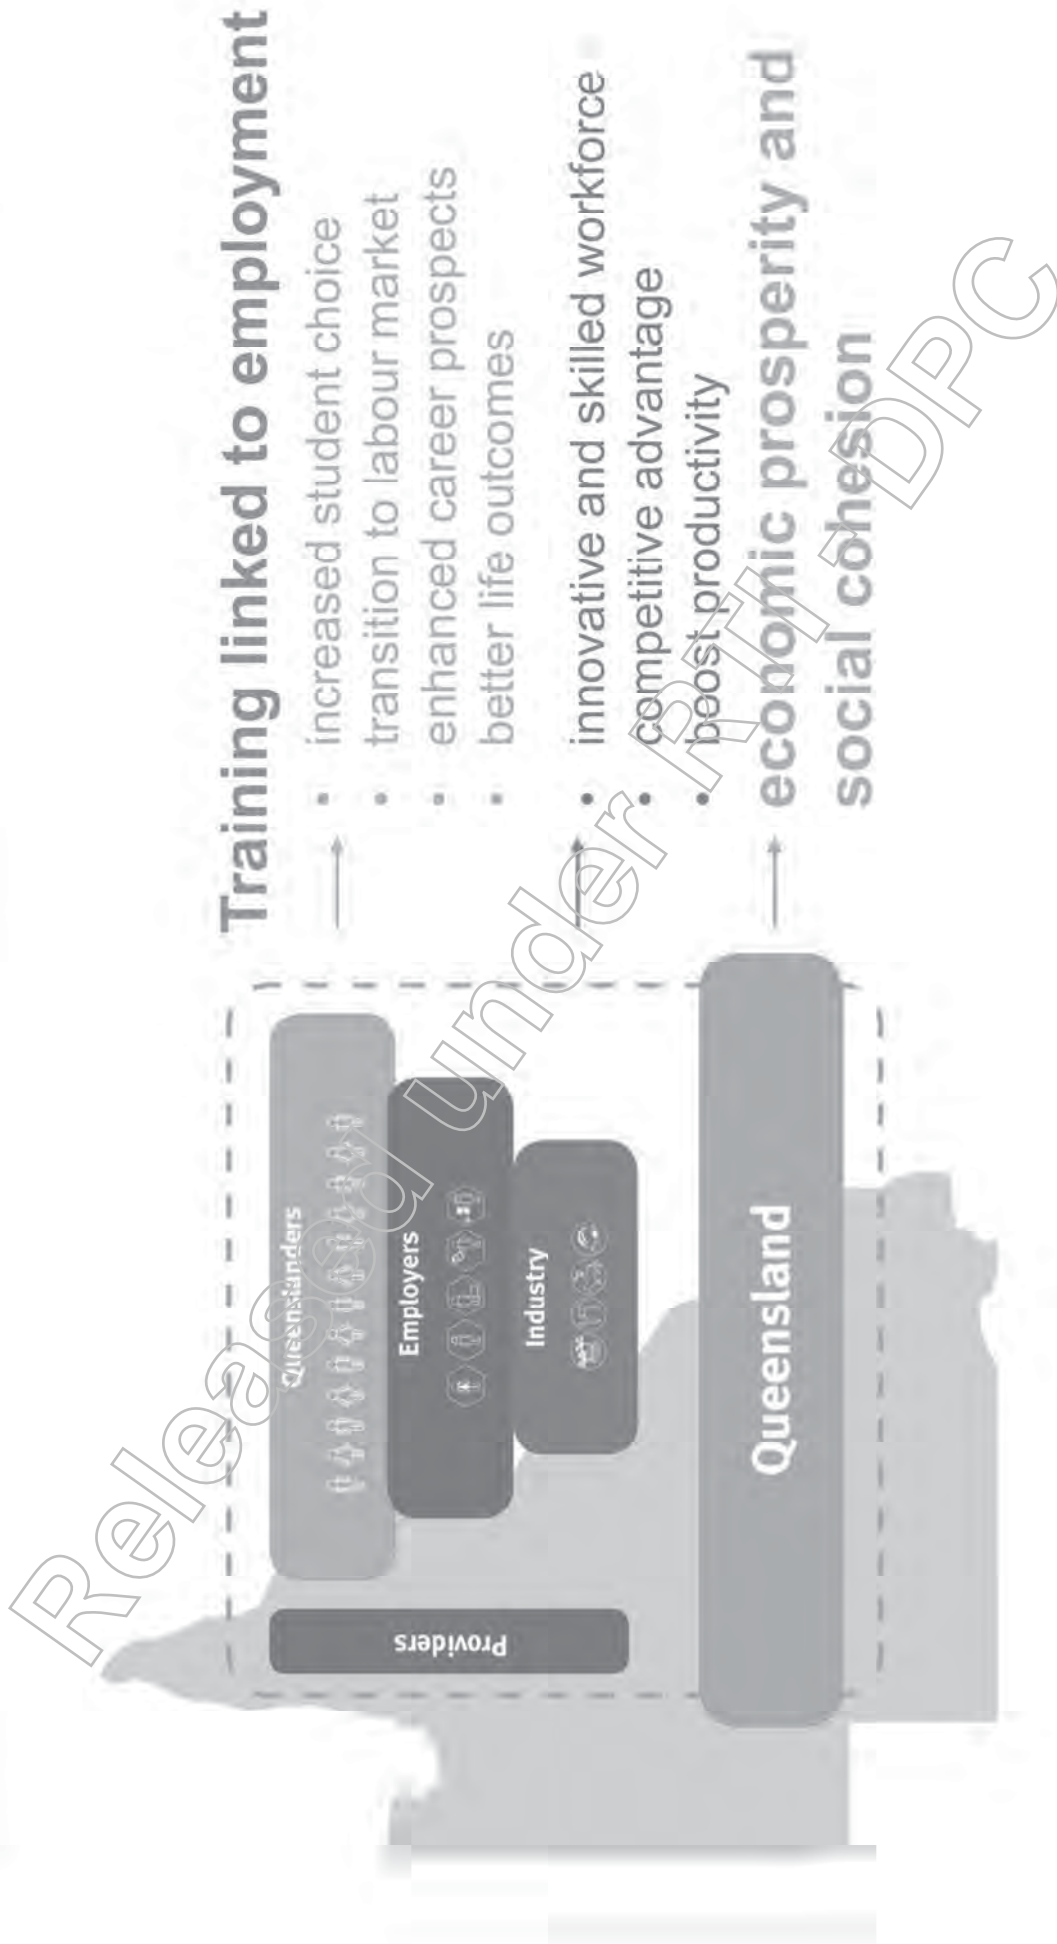 Training linked to employment
• increased student choice
• transition to labour market
• enhanced career prospects
• better life outcomes
• innovative and skilled workforce
• competitive advantage
• boost productivity
economic prosperity and
social cohesion
Providers
Queenslanders
Employers
Industry
Queensland
Released under RTI - DPC